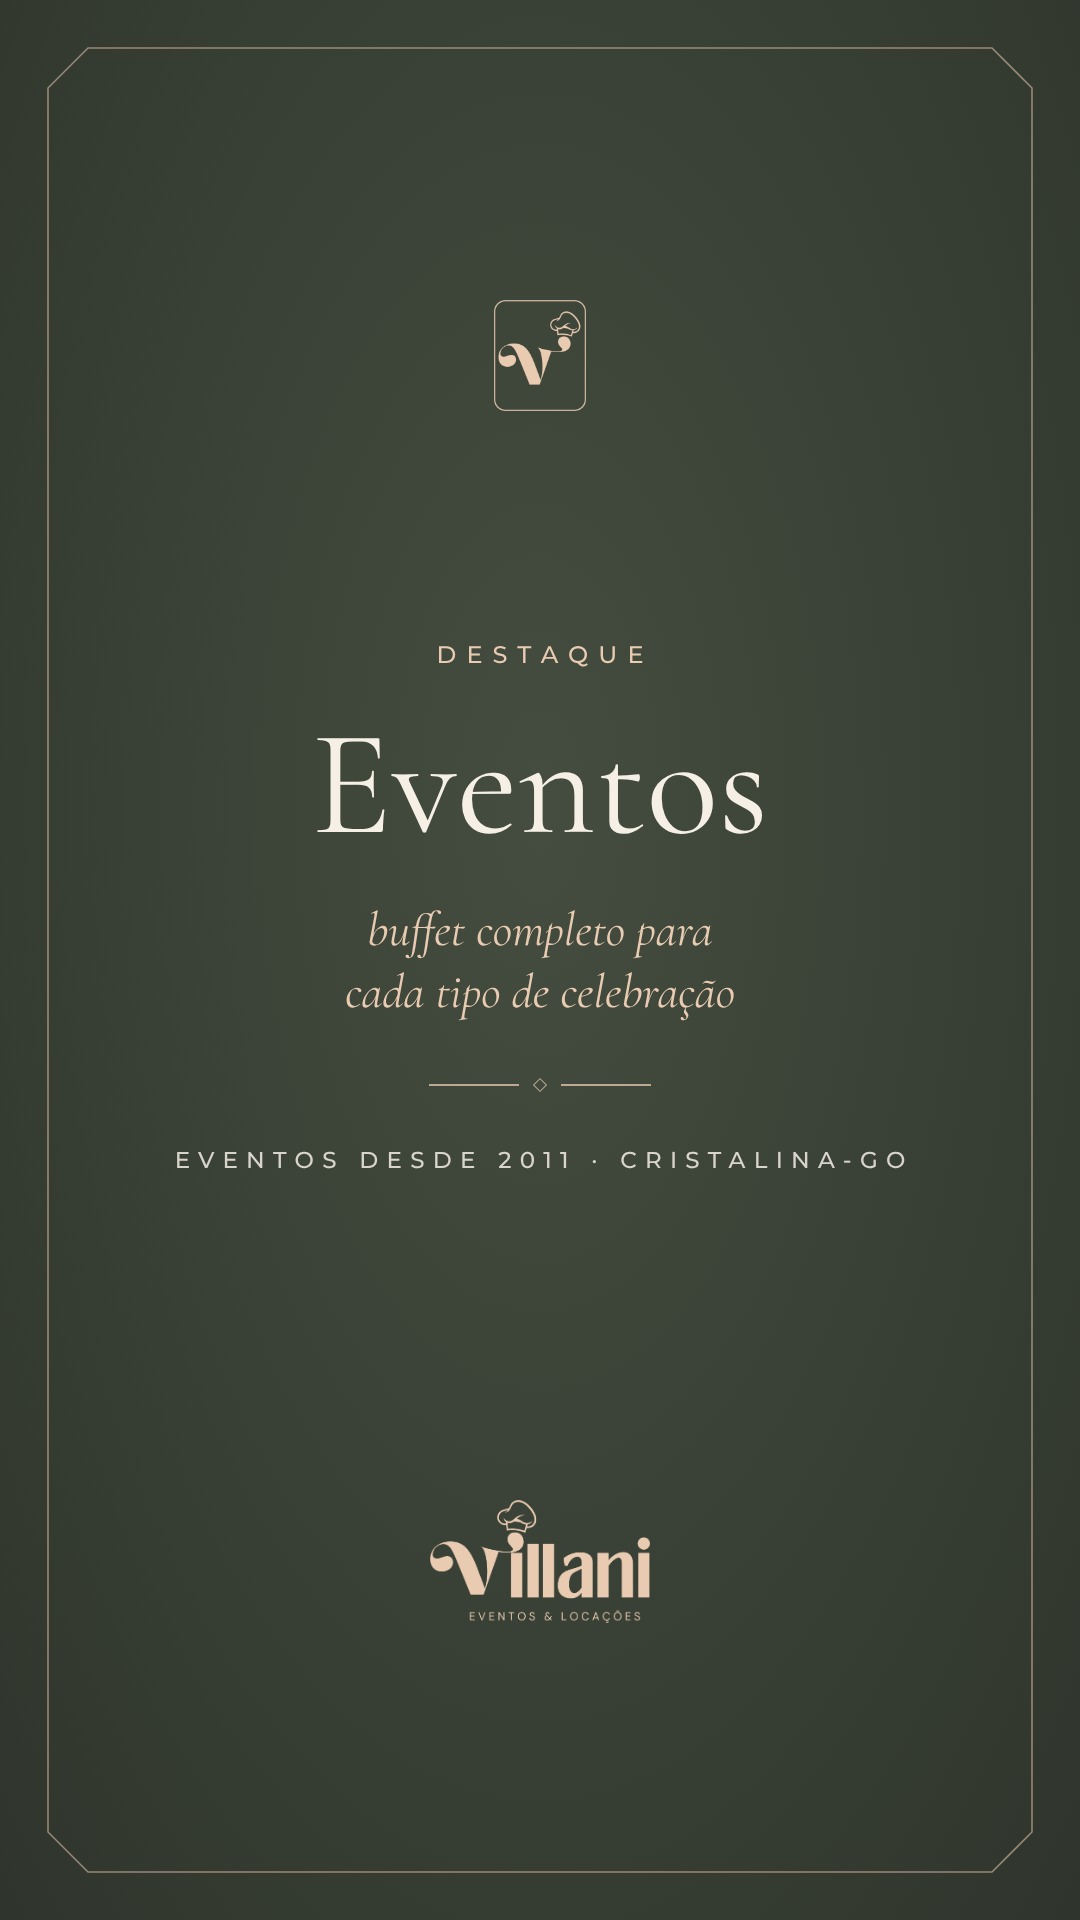 V
DESTAQUE
Eventos
buffet completo para
cada tipo de celebração
EVENTOS DESDE 2011 · CRISTALINA-GO
Villani
EVENTOS & LOCAÇÕES